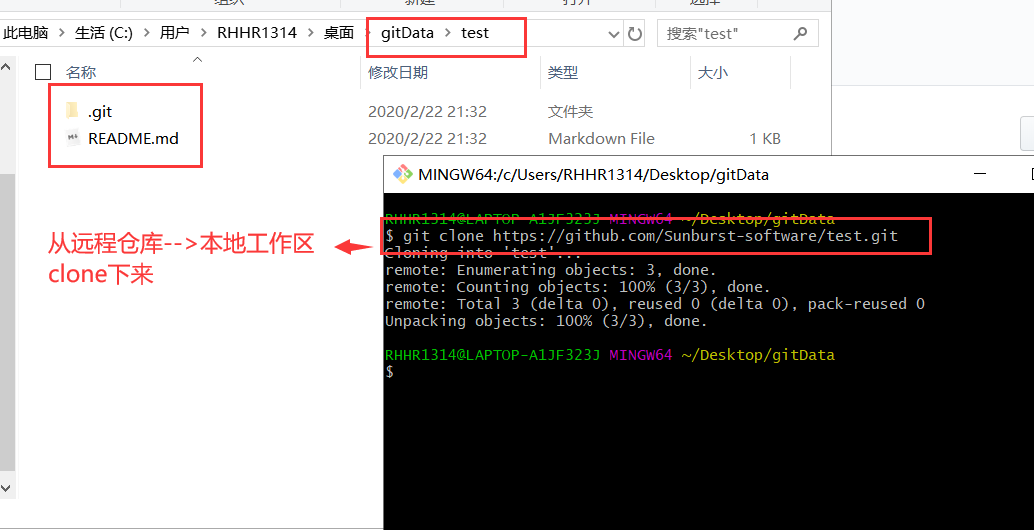 此电脑 > 生活 (C:) > 用户 > RHHR1314 > 桌面 > gitData > test
搜索"test"
名称
修改日期
类型
大小
.git
2020/2/22 21:32
文件夹
README.md
2020/2/22 21:32
Markdown File
1 KB
MINGW64:/c/Users/RHHR1314/Desktop/gitData
RHHR1314@LAPTOP-A1JF323J MINGW64 ~/Desktop/gitData
$ git clone https://github.com/Sunburst-software/test.git
Cloning into 'test'...
remote: Enumerating objects: 3, done.
remote: Counting objects: 100% (3/3), done.
remote: Total 3 (delta 0), reused 0 (delta 0), pack-reused 0
Unpacking objects: 100% (3/3), done.
RHHR1314@LAPTOP-A1JF323J MINGW64 ~/Desktop/gitData
$
从远程仓库-->本地工作区
clone下来